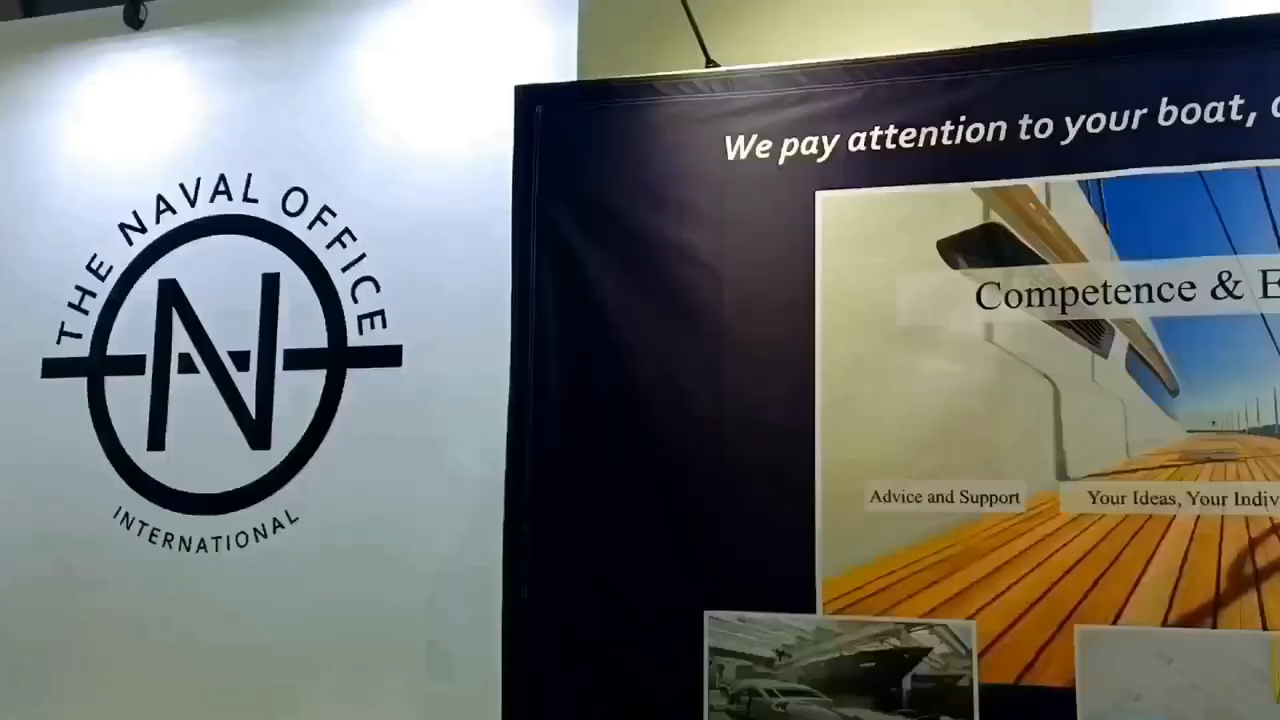 THE NAVAL OFFICE
N
INTERNATIONAL
We pay attention to your boat,
Competence &
Advice and Support
Your Ideas, Your